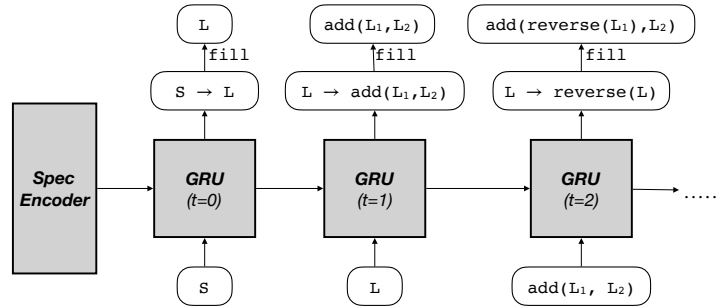 L
add(L₁,L₂)
add(reverse(L₁),L₂)
fill
fill
fill
S → L
L → add(L₁,L₂)
L → reverse(L)
Spec
Encoder
GRU
(t=0)
GRU
(t=1)
GRU
(t=2)
.....
S
L
add(L₁, L₂)